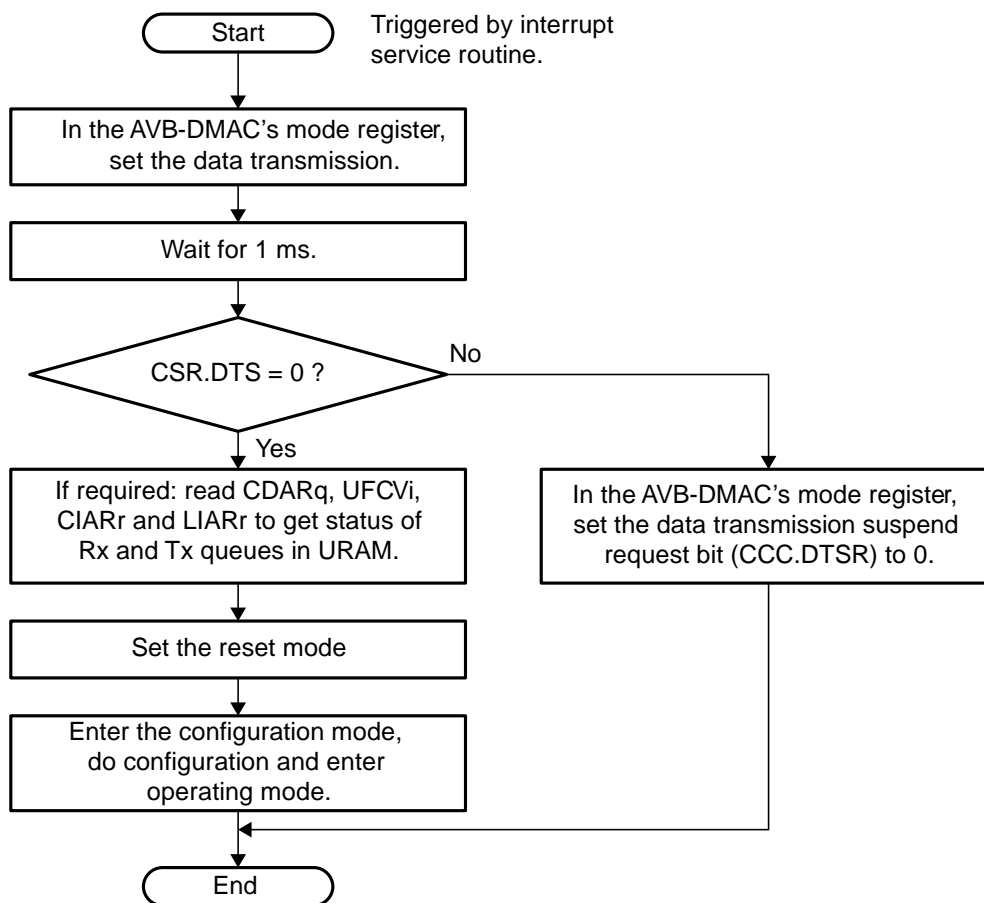 Start
Triggered by interrupt
service routine.
In the AVB-DMAC's mode register,
set the data transmission.
Wait for 1 ms.
CSR.DTS = 0 ?
No
Yes
If required: read CDARq, UFCVi,
CIARr and LIARr to get status of
Rx and Tx queues in URAM.
In the AVB-DMAC's mode register,
set the data transmission suspend
request bit (CCC.DTSR) to 0.
Set the reset mode
Enter the configuration mode,
do configuration and enter
operating mode.
End